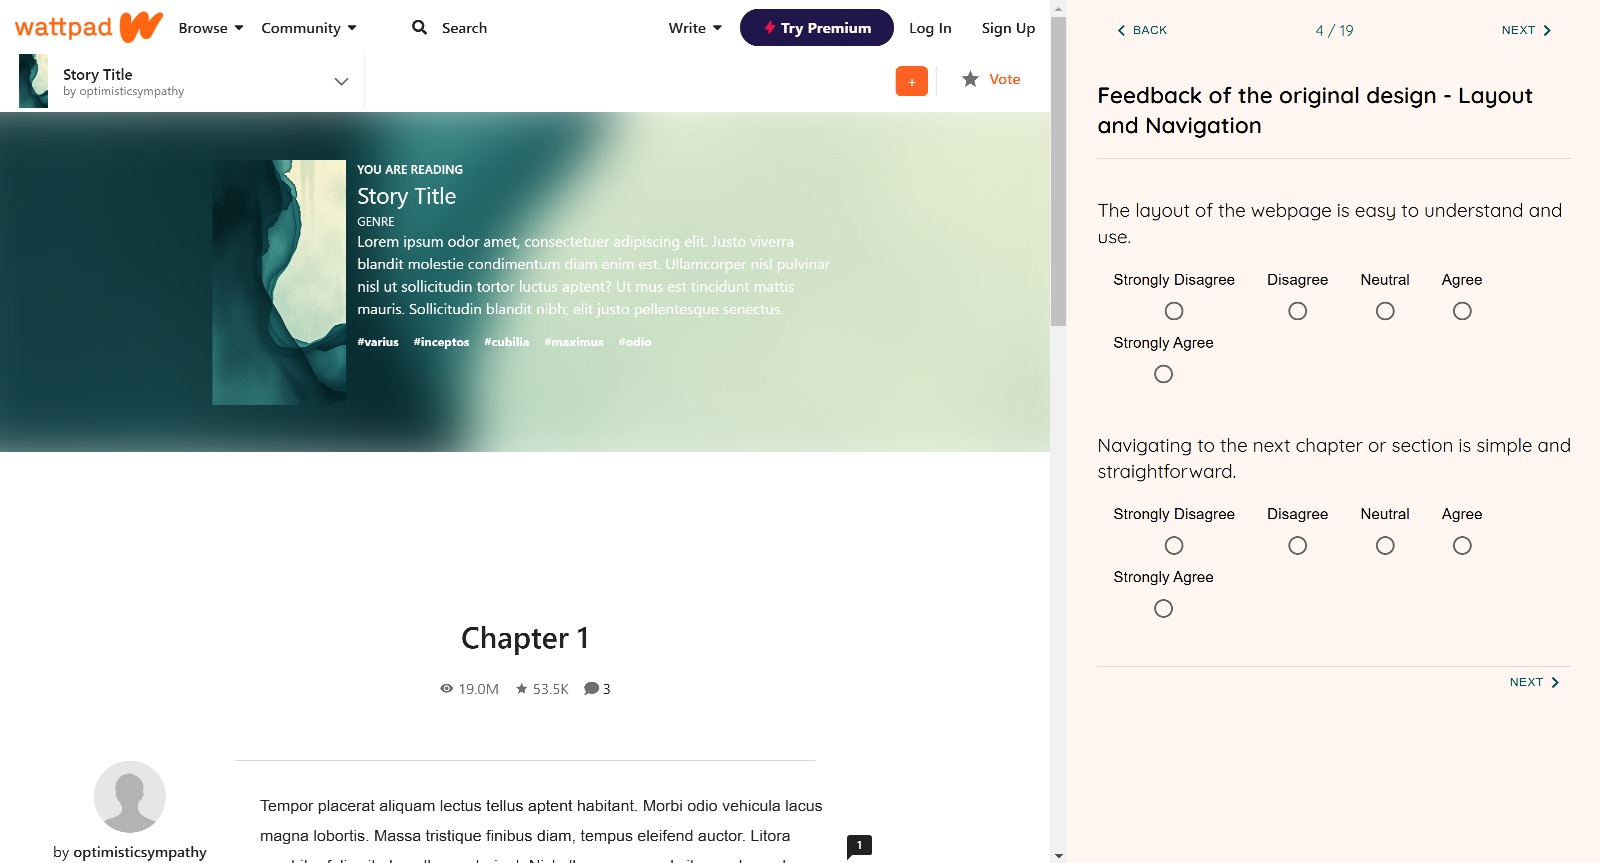 wattpad
Browse
Community
Search
Write
Try Premium
Log In
Sign Up
Story Title
by optimisticsympathy
+
Vote
YOU ARE READING
Story Title
GENRE
Lorem ipsum odor amet, consectetuer adipiscing elit. Justo viverra
blandit molestie condimentum diam enim est. Ullamcorper nisl pulvinar
nisl ut sollicitudin tortor luctus aptent? Ut mus est tincidunt mattis
mauris. Sollicitudin blandit nibh; elit justo pellentesque senectus.
#varius #inceptos #cubilia #maximus #odio
Chapter 1
19.0M 53.5K 3
by optimisticsympathy
Tempor placerat aliquam lectus tellus aptent habitant. Morbi odio vehicula lacus
magna lobortis. Massa tristique finibus diam, tempus eleifend auctor. Litora
1
BACK
4 / 19
NEXT
Feedback of the original design - Layout
and Navigation
The layout of the webpage is easy to understand and
use.
Strongly Disagree Disagree Neutral Agree
Strongly Agree
Navigating to the next chapter or section is simple and
straightforward.
Strongly Disagree Disagree Neutral Agree
Strongly Agree
NEXT